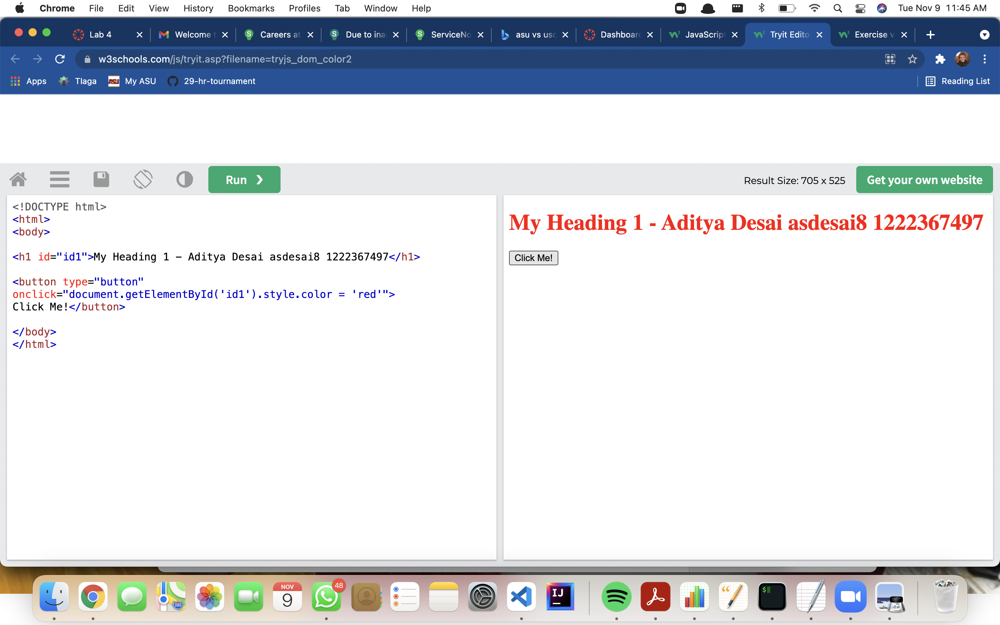 Chrome File Edit View History Bookmarks Profiles Tab Window Help Tue Nov 9 11:45 AM
Lab 4 Welcome t Careers at Due to ina ServiceNo asu vs usc Dashboard JavaScript Tryit Edito Exercise v
w3schools.com/js/tryit.asp?filename=tryjs_dom_color2
Apps Tlaga My ASU 29-hr-tournament Reading List
Run ❯ Result Size: 705 x 525 Get your own website
<!DOCTYPE html>
<html>
<body>
<h1 id="id1">My Heading 1 – Aditya Desai asdesai8 1222367497</h1>
<button type="button"
onclick="document.getElementById('id1').style.color = 'red'">
Click Me!</button>
</body>
</html>
My Heading 1 - Aditya Desai asdesai8 1222367497
Click Me!
280
NOV
9
48
IJ
$